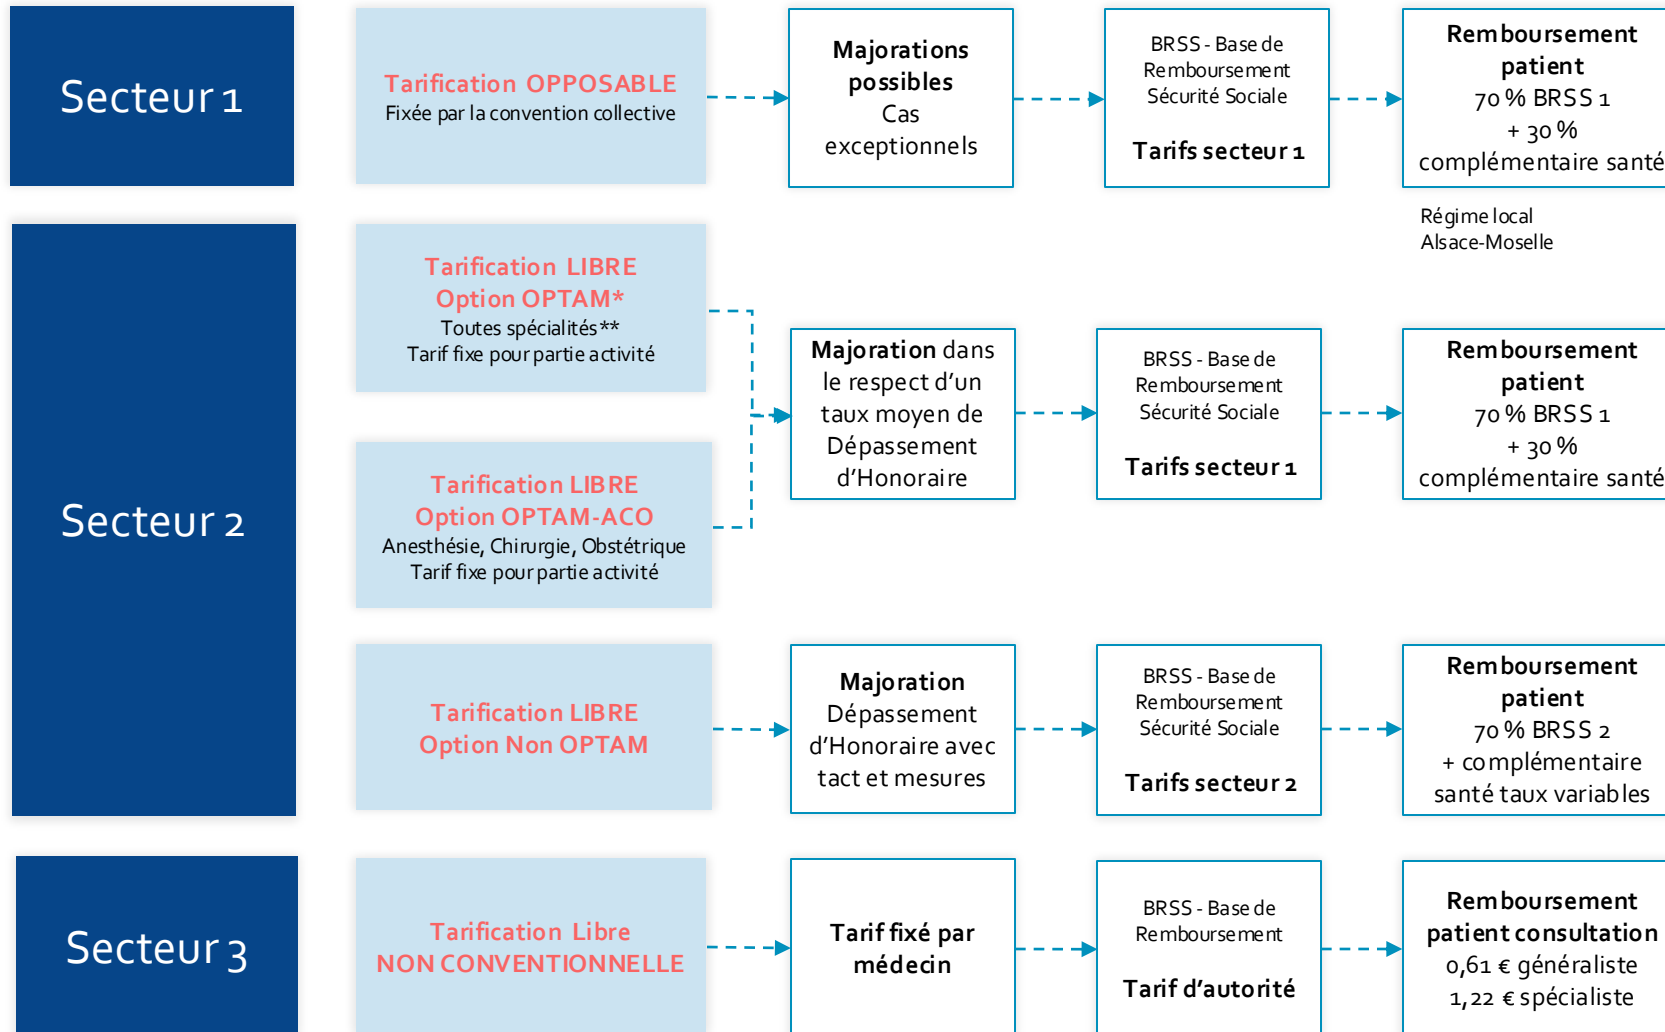 Secteur 1
Tarification OPPOSABLE
Fixée par la convention collective
Majorations
possibles
Cas
exceptionnels
BRSS - Base de
Remboursement
Sécurité Sociale
Tarifs secteur 1
Remboursement
patient
70 % BRSS 1
+ 30 %
complémentaire santé
Régime local
Alsace-Moselle
Secteur 2
Tarification LIBRE
Option OPTAM*
Toutes spécialités**
Tarif fixe pour partie activité
Tarification LIBRE
Option OPTAM-ACO
Anesthésie, Chirurgie, Obstétrique
Tarif fixe pour partie activité
Majoration dans
le respect d'un
taux moyen de
Dépassement
d'Honoraire
BRSS - Base de
Remboursement
Sécurité Sociale
Tarifs secteur 1
Remboursement
patient
70 % BRSS 1
+ 30 %
complémentaire santé
Tarification LIBRE
Option Non OPTAM
Majoration
Dépassement
d'Honoraire avec
tact et mesures
BRSS - Base de
Remboursement
Sécurité Sociale
Tarifs secteur 2
Remboursement
patient
70 % BRSS 2
+ complémentaire
santé taux variables
Secteur 3
Tarification Libre
NON CONVENTIONNELLE
Tarif fixé par
médecin
BRSS - Base de
Remboursement
Tarif d'autorité
Remboursement
patient consultation
0,61 € généraliste
1,22 € spécialiste